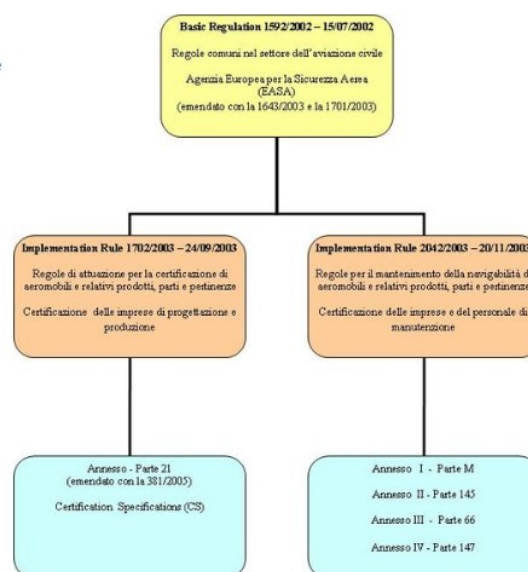 Basic Regulation 1592/2002 – 15/07/2002
Regole comuni nel settore dell'aviazione civile
Agenzia Europea per la Sicurezza Aerea
(EASA)
(emendato con la 1643/2003 e la 1701/2003)
Implementation Rule 1702/2003 – 24/09/2003
Regole di attuazione per la certificazione di
aeromobili e relativi prodotti, parti e pertinenze
Certificazione delle imprese di progettazione e
produzione
Implementation Rule 2042/2003 – 20/11/2003
Regole per il mantenimento della navigabilità d
aeromobili e relativi prodotti, parti e pertinenze
Certificazione delle imprese e del personale di
manutenzione
Annesso - Parte 21
(emendato con la 381/2005)
Certification Specifications (CS)
Annesso I - Parte M
Annesso II - Parte 145
Annesso III - Parte 66
Annesso IV - Parte 147